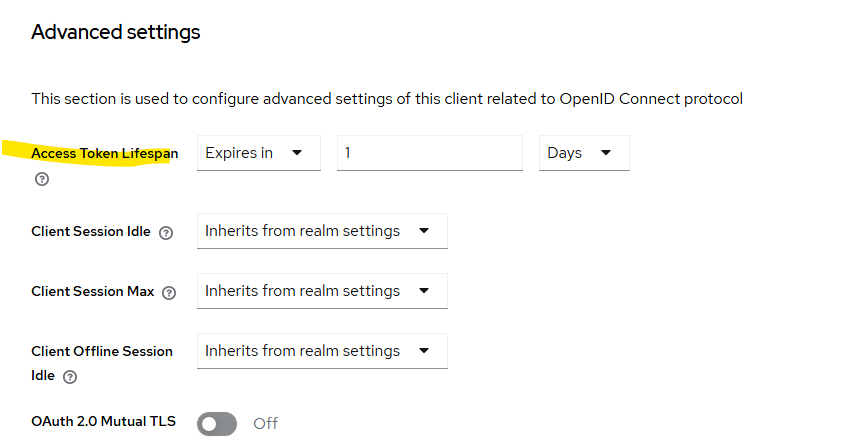 Advanced settings
This section is used to configure advanced settings of this client related to OpenID Connect protocol
Access Token Lifespan Expires in 1 Days
Client Session Idle Inherits from realm settings
Client Session Max Inherits from realm settings
Client Offline Session
Idle Inherits from realm settings
OAuth 2.0 Mutual TLS Off